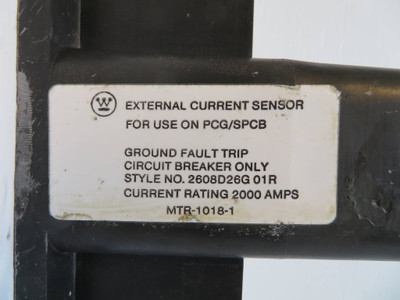 W EXTERNAL CURRENT SENSOR
FOR USE ON PCG/SPCB
GROUND FAULT TRIP
CIRCUIT BREAKER ONLY
STYLE NO. 2608D26G 01R
CURRENT RATING 2000 AMPS
MTR-1018-1